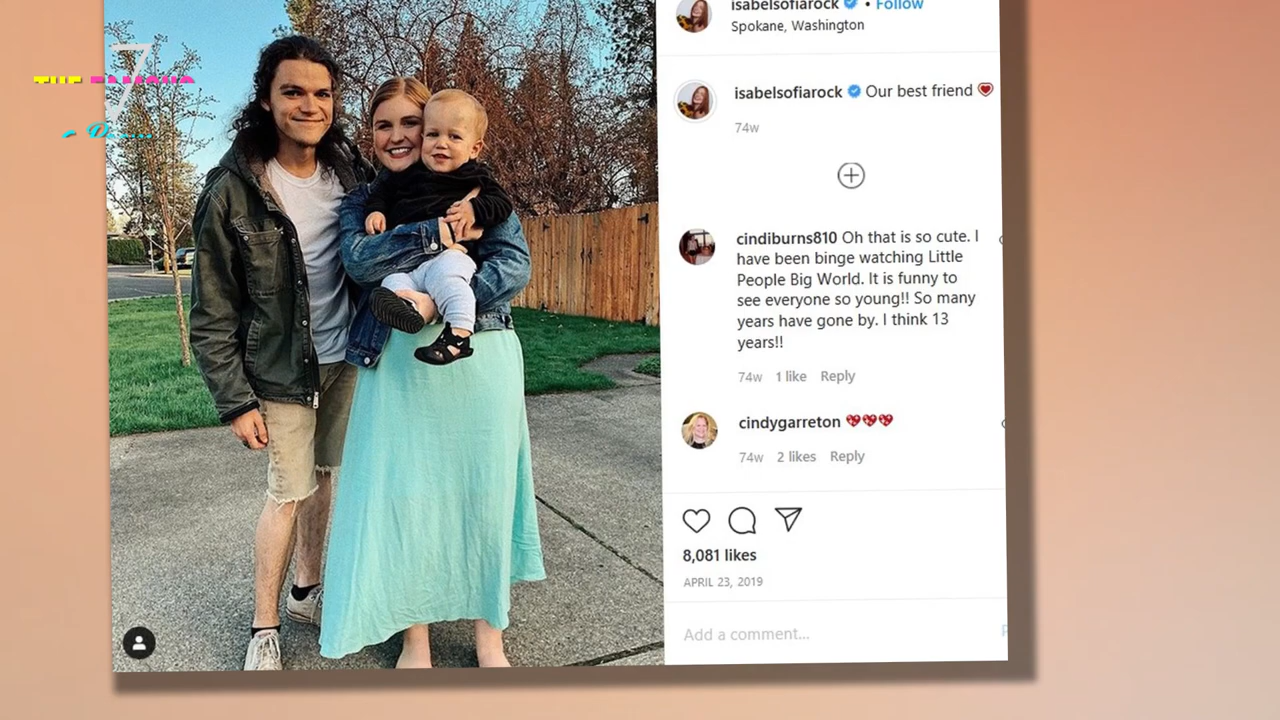 isabelsofiarock • Follow
Spokane, Washington
isabelsofiarock Our best friend
74w
cindiburns810 Oh that is so cute. I
have been binge watching Little
People Big World. It is funny to
see everyone so young!! So many
years have gone by. I think 13
years!!
74w 1 like Reply
cindygarreton
74w 2 likes Reply
8,081 likes
APRIL 23, 2019
Add a comment...
7
THE FAMOUS